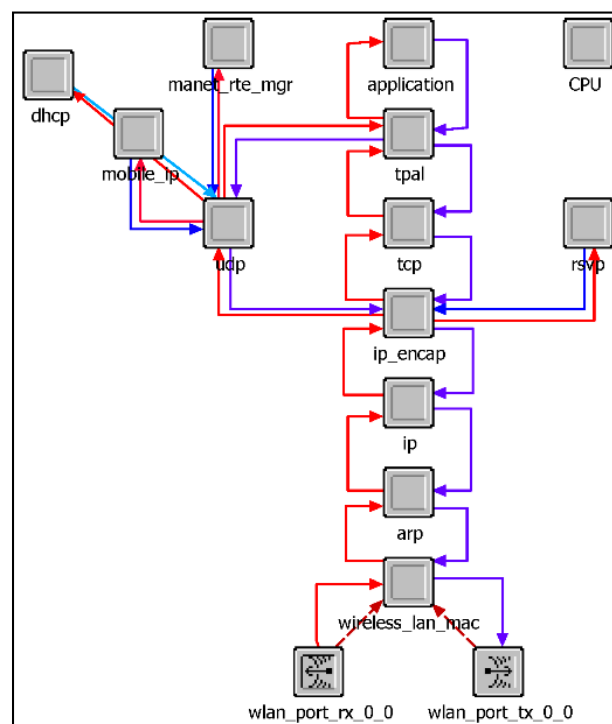 manet_rte_mgr
application
CPU
dhcp
mobile_ip
tpal
udp
tcp
rsvp
ip_encap
ip
arp
wireless_lan_mac
wlan_port_rx_0_0
wlan_port_tx_0_0